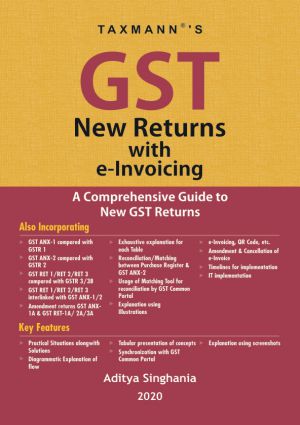 TAXMANN®'S
GST
New Returns
with
e-Invoicing
A Comprehensive Guide to
New GST Returns
Also Incorporating
GST ANX-1 compared with
GSTR 1
GST ANX-2 compared with
GSTR 2
GST RET 1/RET 2/RET 3
compared with GSTR 3/3B
GST RET 1/RET 2/RET 3
interlinked with GST ANX-1/2
Amendment returns GST ANX-
1A & GST RET-1A/ 2A/3A
Exhaustive explanation for
each Table
Reconciliation/Matching
between Purchase Register &
GST ANX-2
Usage of Matching Tool for
reconciliation by GST
Common Portal
Explanation using
Illustrations
e-Invoicing, QR Code, etc.
Amendment & Cancellation of
e-Invoice
Timelines for implementation
IT implementation
Key Features
Practical Situations alongwith
Solutions
Diagrammatic Explanation of
flow
Tabular presentation of concepts
Synchronization with GST
Common Portal
Explanation using screenshots
Aditya Singhania
2020